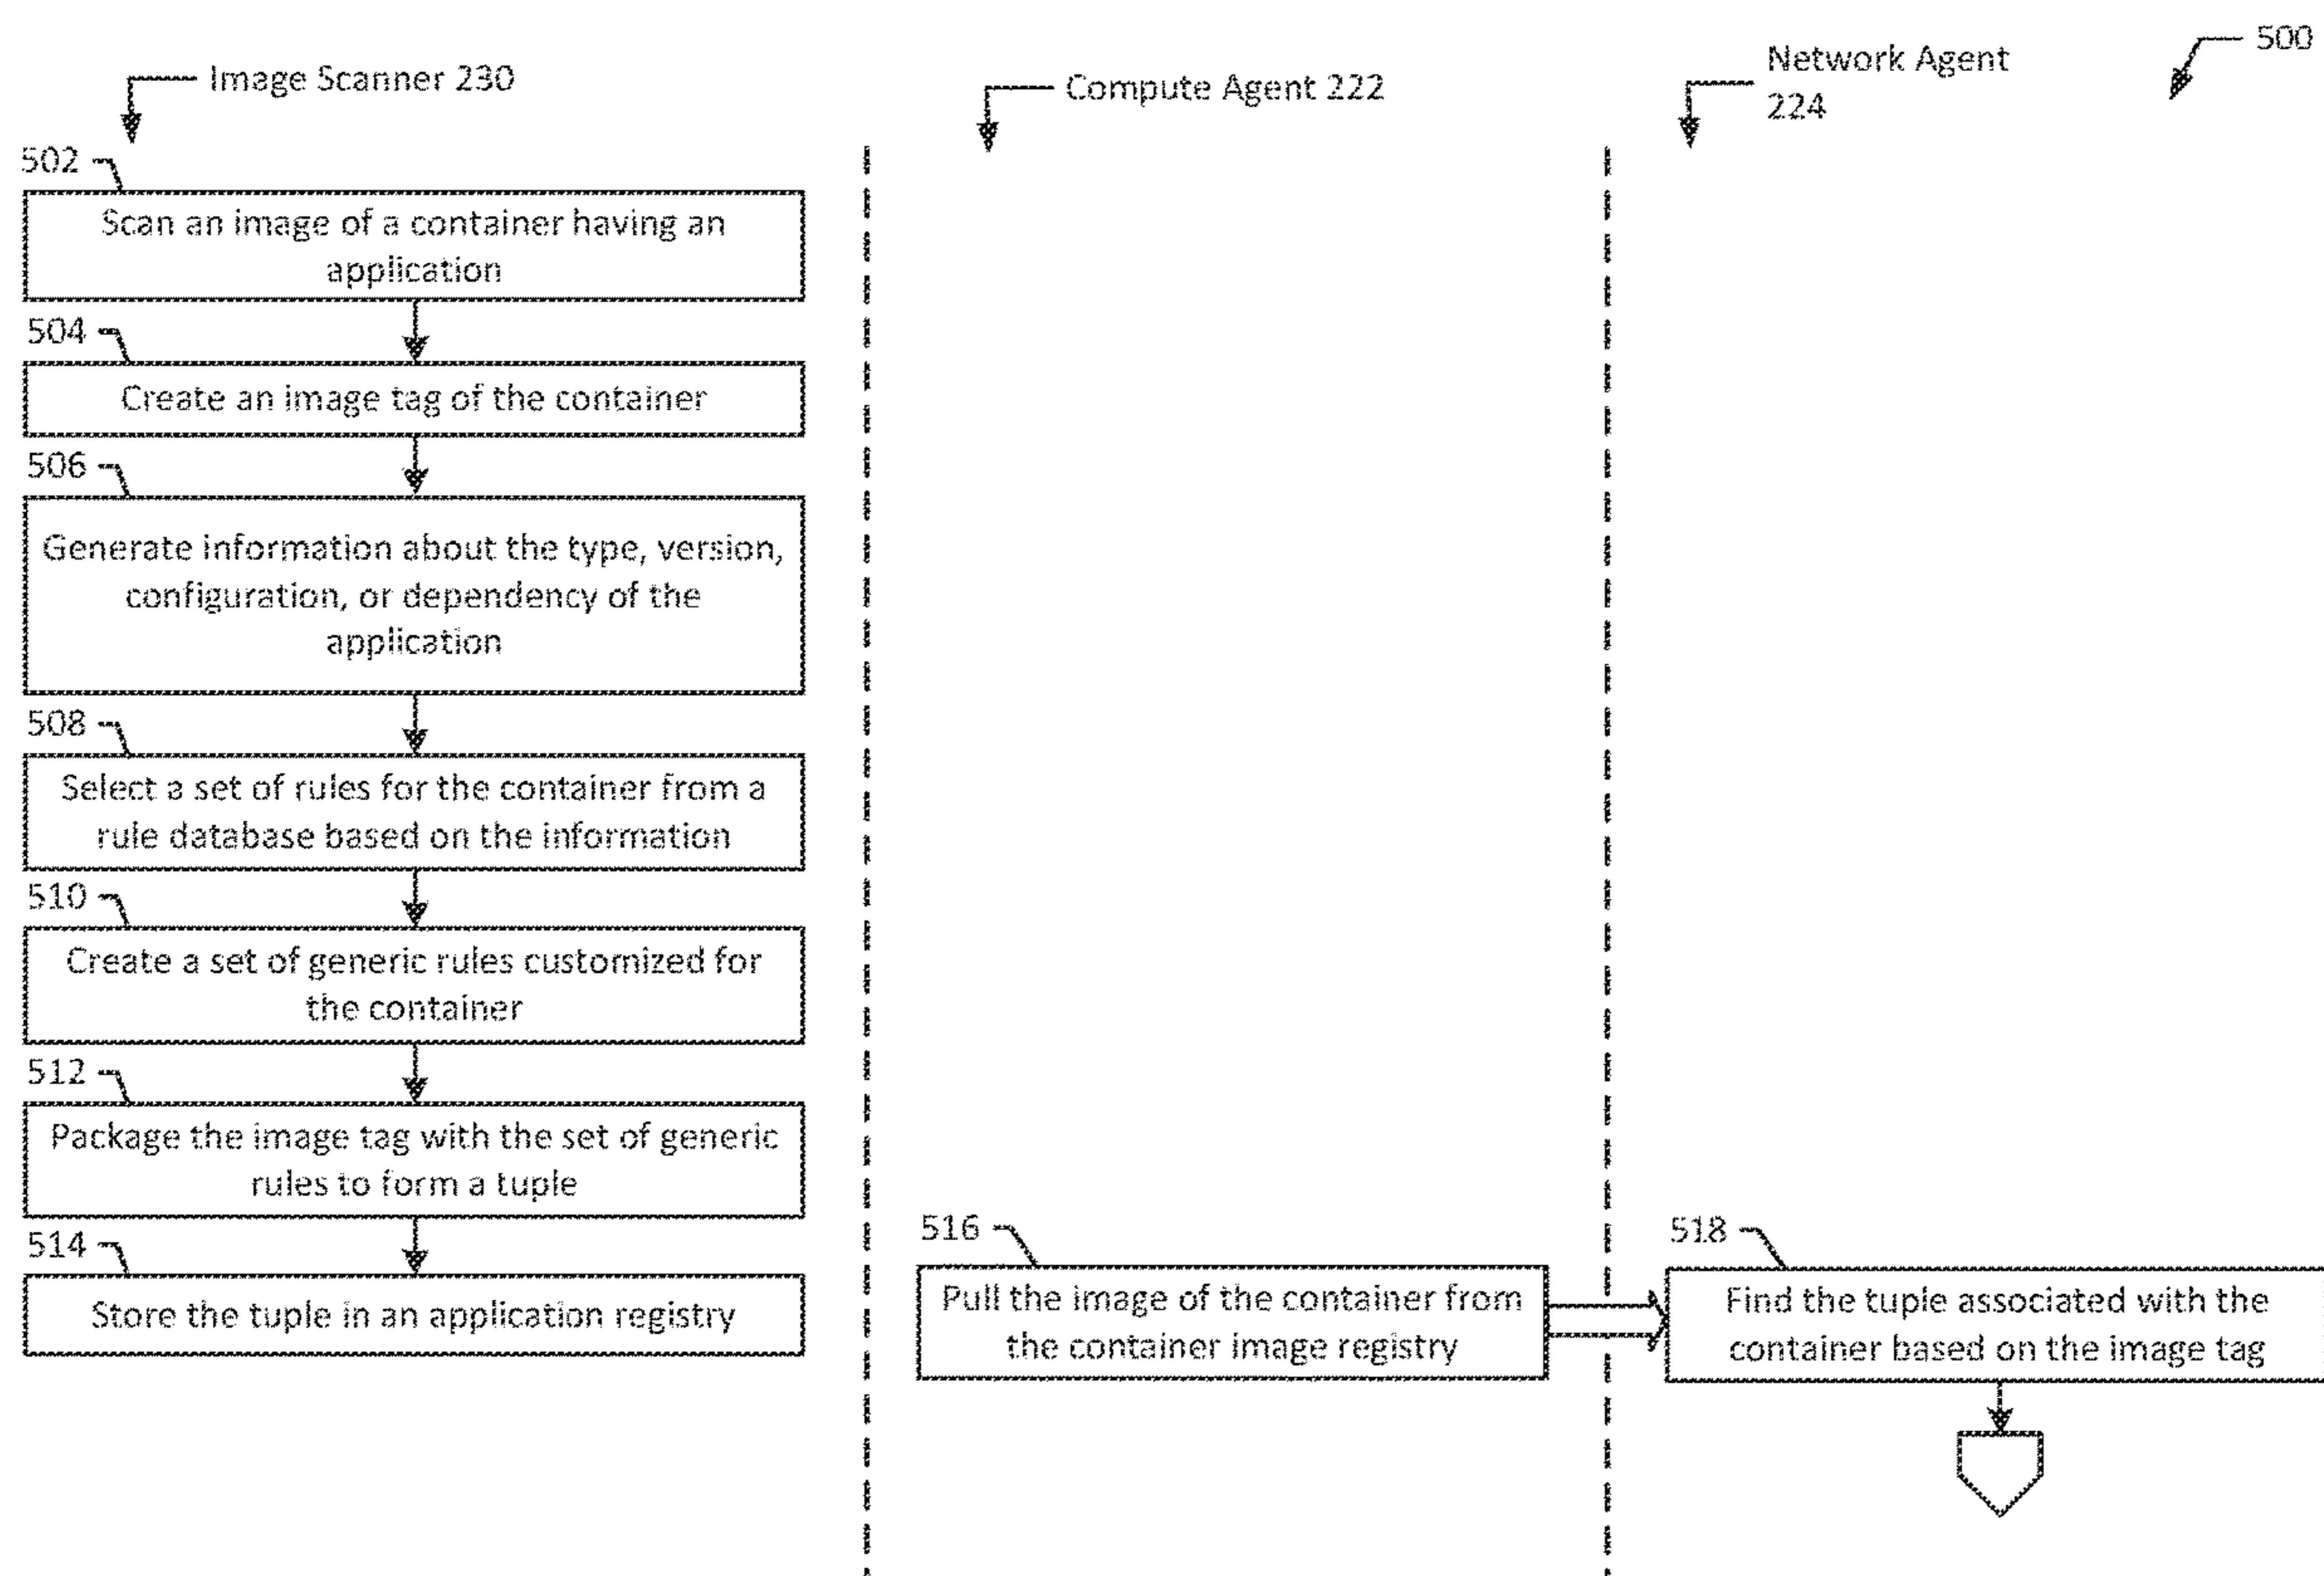 500
Image Scanner 230
Compute Agent 222
Network Agent
224
502
Scan an image of a container having an
application
504
Create an image tag of the container
506
Generate information about the type, version,
configuration, or dependency of the
application
508
Select a set of rules for the container from a
rule database based on the information
510
Create a set of generic rules customized for
the container
512
Package the image tag with the set of generic
rules to form a tuple
514
Store the tuple in an application registry
516
Pull the image of the container from
the container image registry
518
Find the tuple associated with the
container based on the image tag